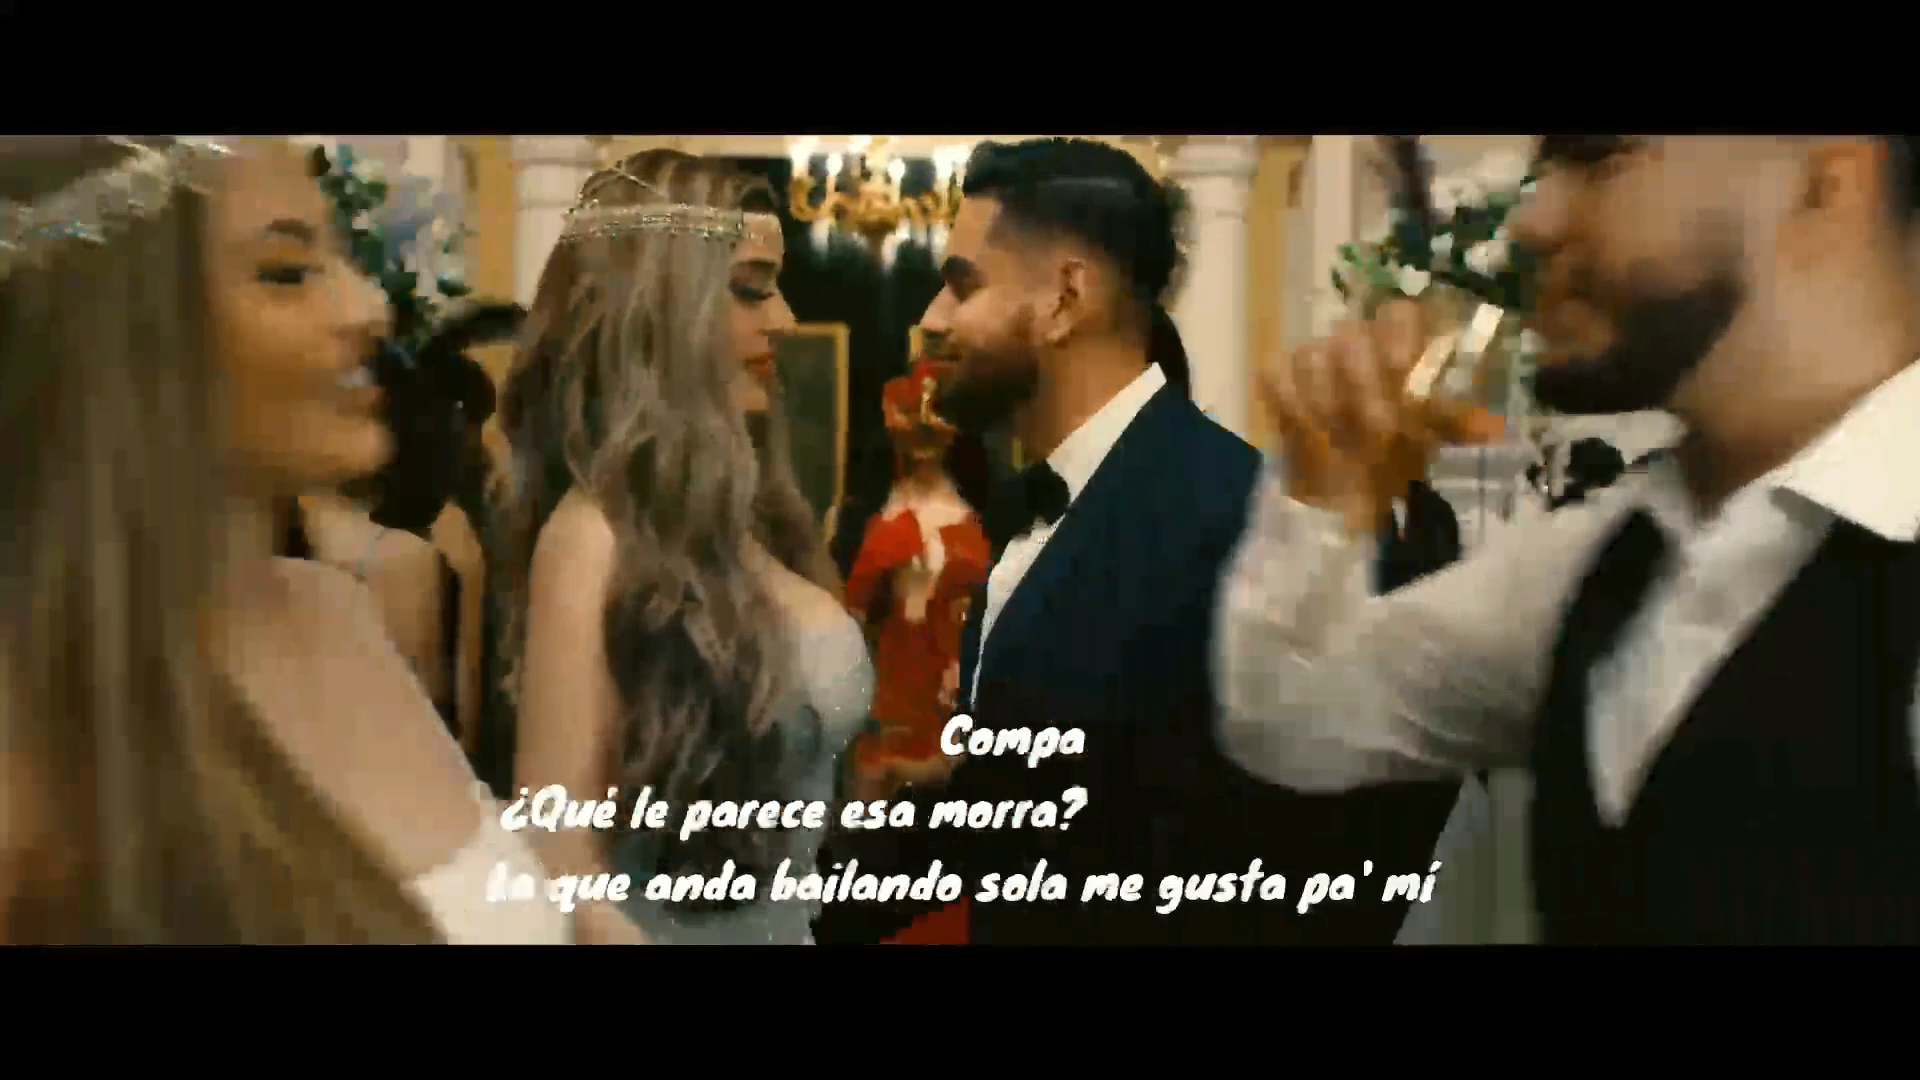 Compa
¿Qué le parece esa morra?
La que anda bailando sola me gusta pa' mí